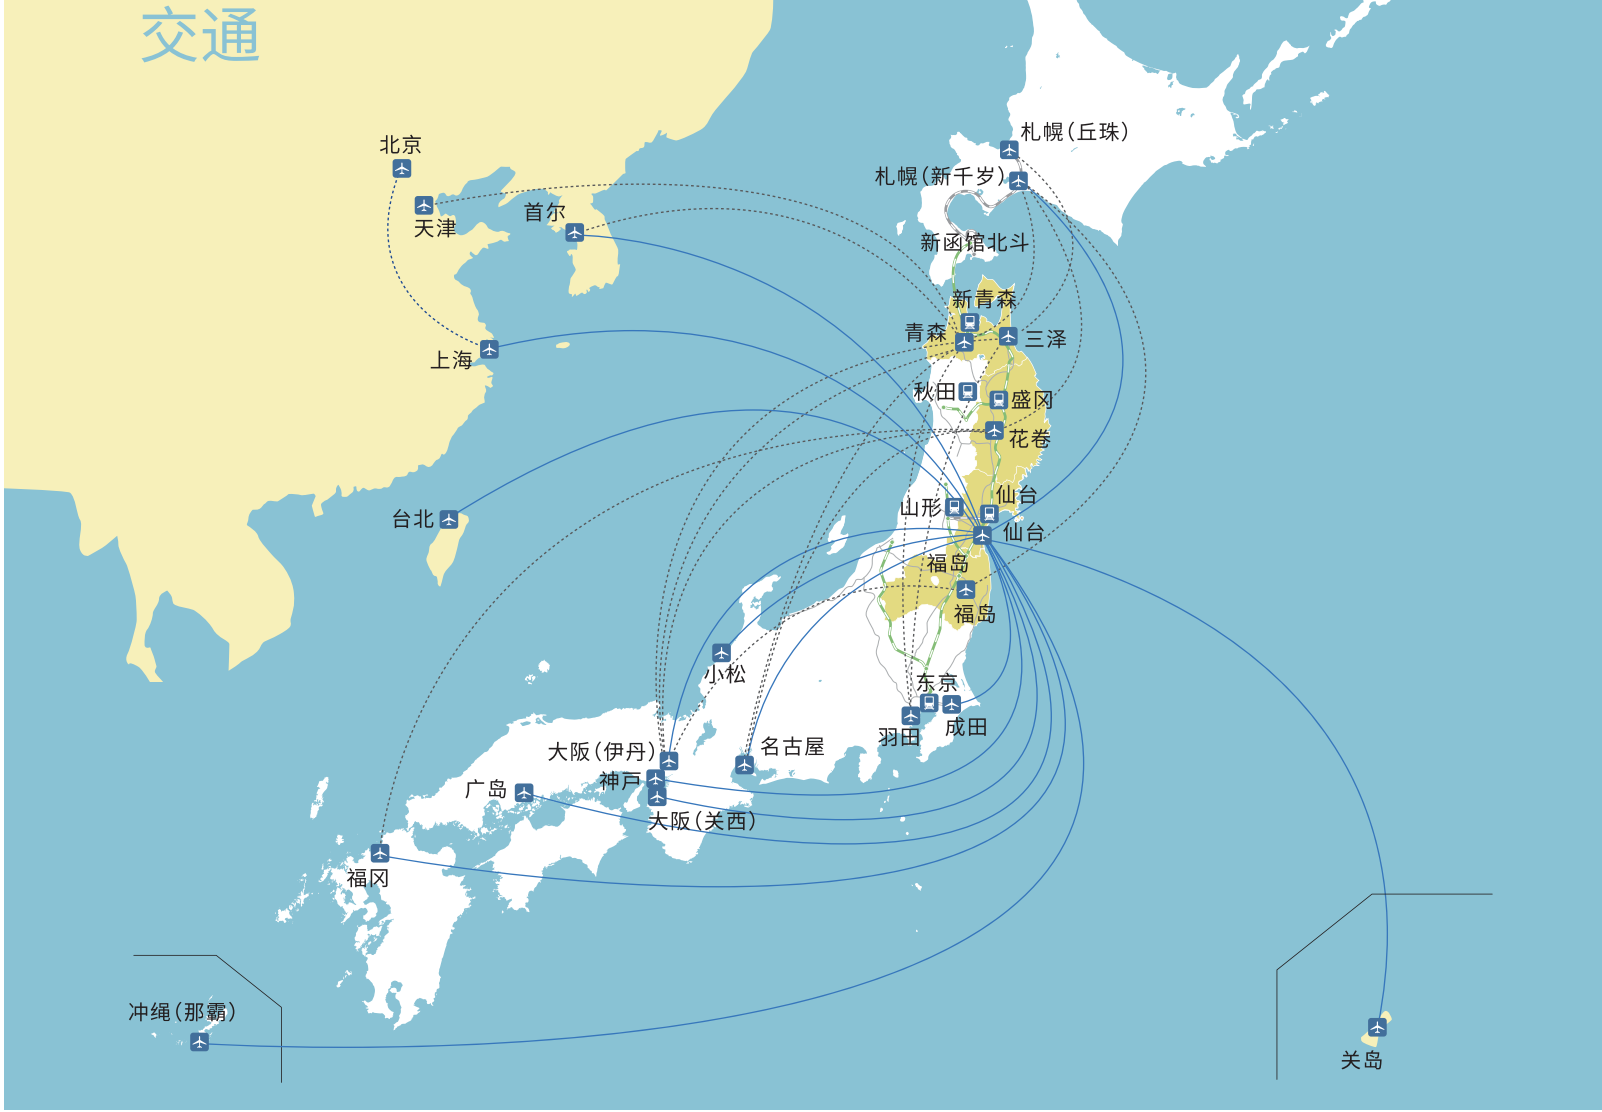 交通
札幌(丘珠)
北京
札幌(新千岁)
天津
首尔
新函馆北斗
新青森
青森
三泽
上海
秋田
盛冈
花卷
仙台
山形
台北
仙台
福岛
福岛
小松
东京
成田
羽田
名古屋
大阪(伊丹)
神戸
广岛
大阪(关西)
福冈
冲绳(那霸)
关岛